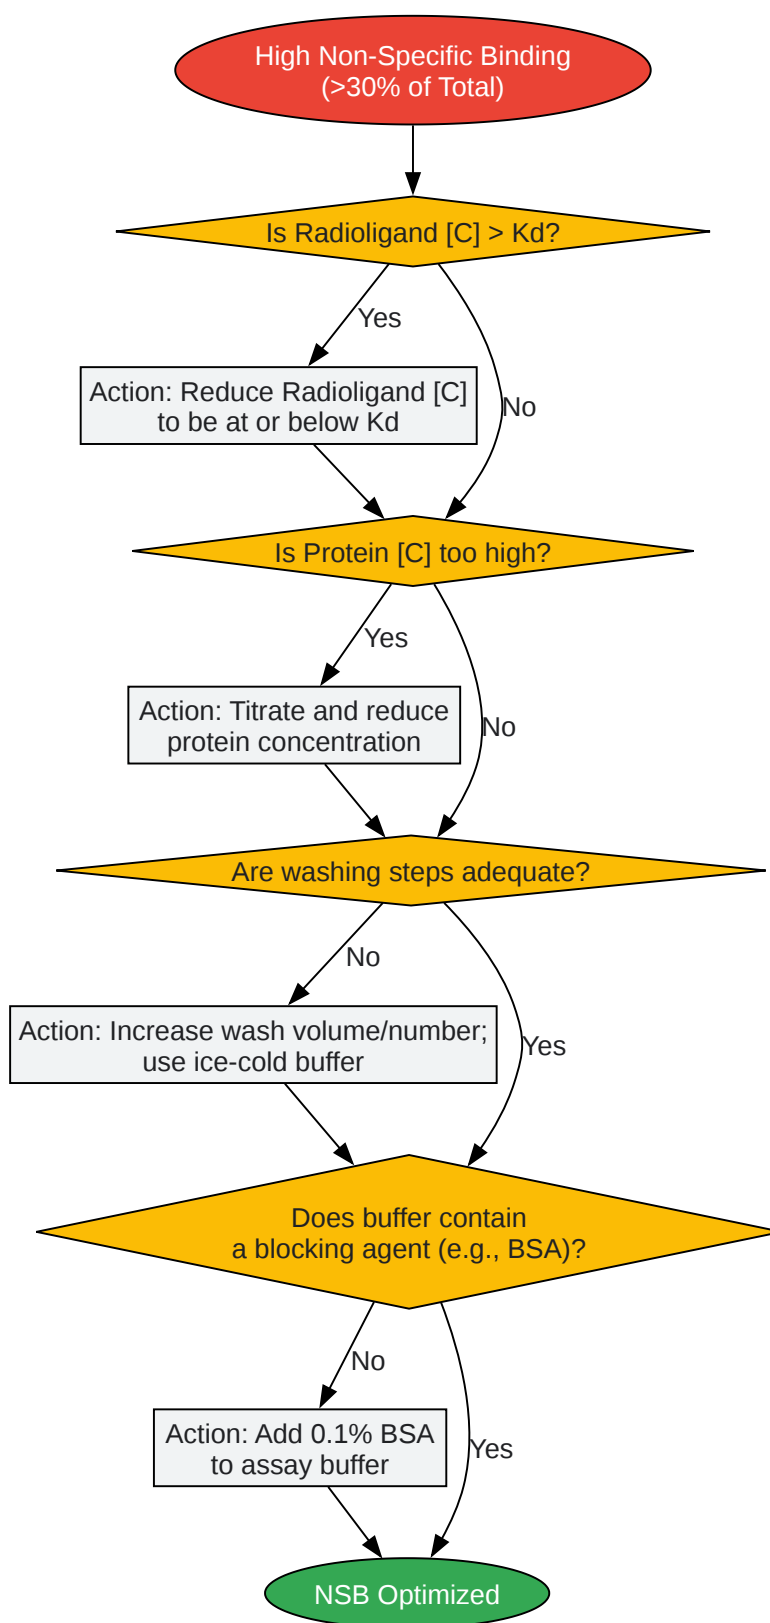 High Non-Specific Binding
(>30% of Total)
Is Radioligand [C] > Kd?
Yes
Action: Reduce Radioligand [C]
to be at or below Kd
No
Is Protein [C] too high?
Yes
Action: Titrate and reduce
protein concentration
No
Are washing steps adequate?
No
Action: Increase wash volume/number;
use ice-cold buffer
Yes
Does buffer contain
a blocking agent (e.g., BSA)?
No
Action: Add 0.1% BSA
to assay buffer
Yes
NSB Optimized